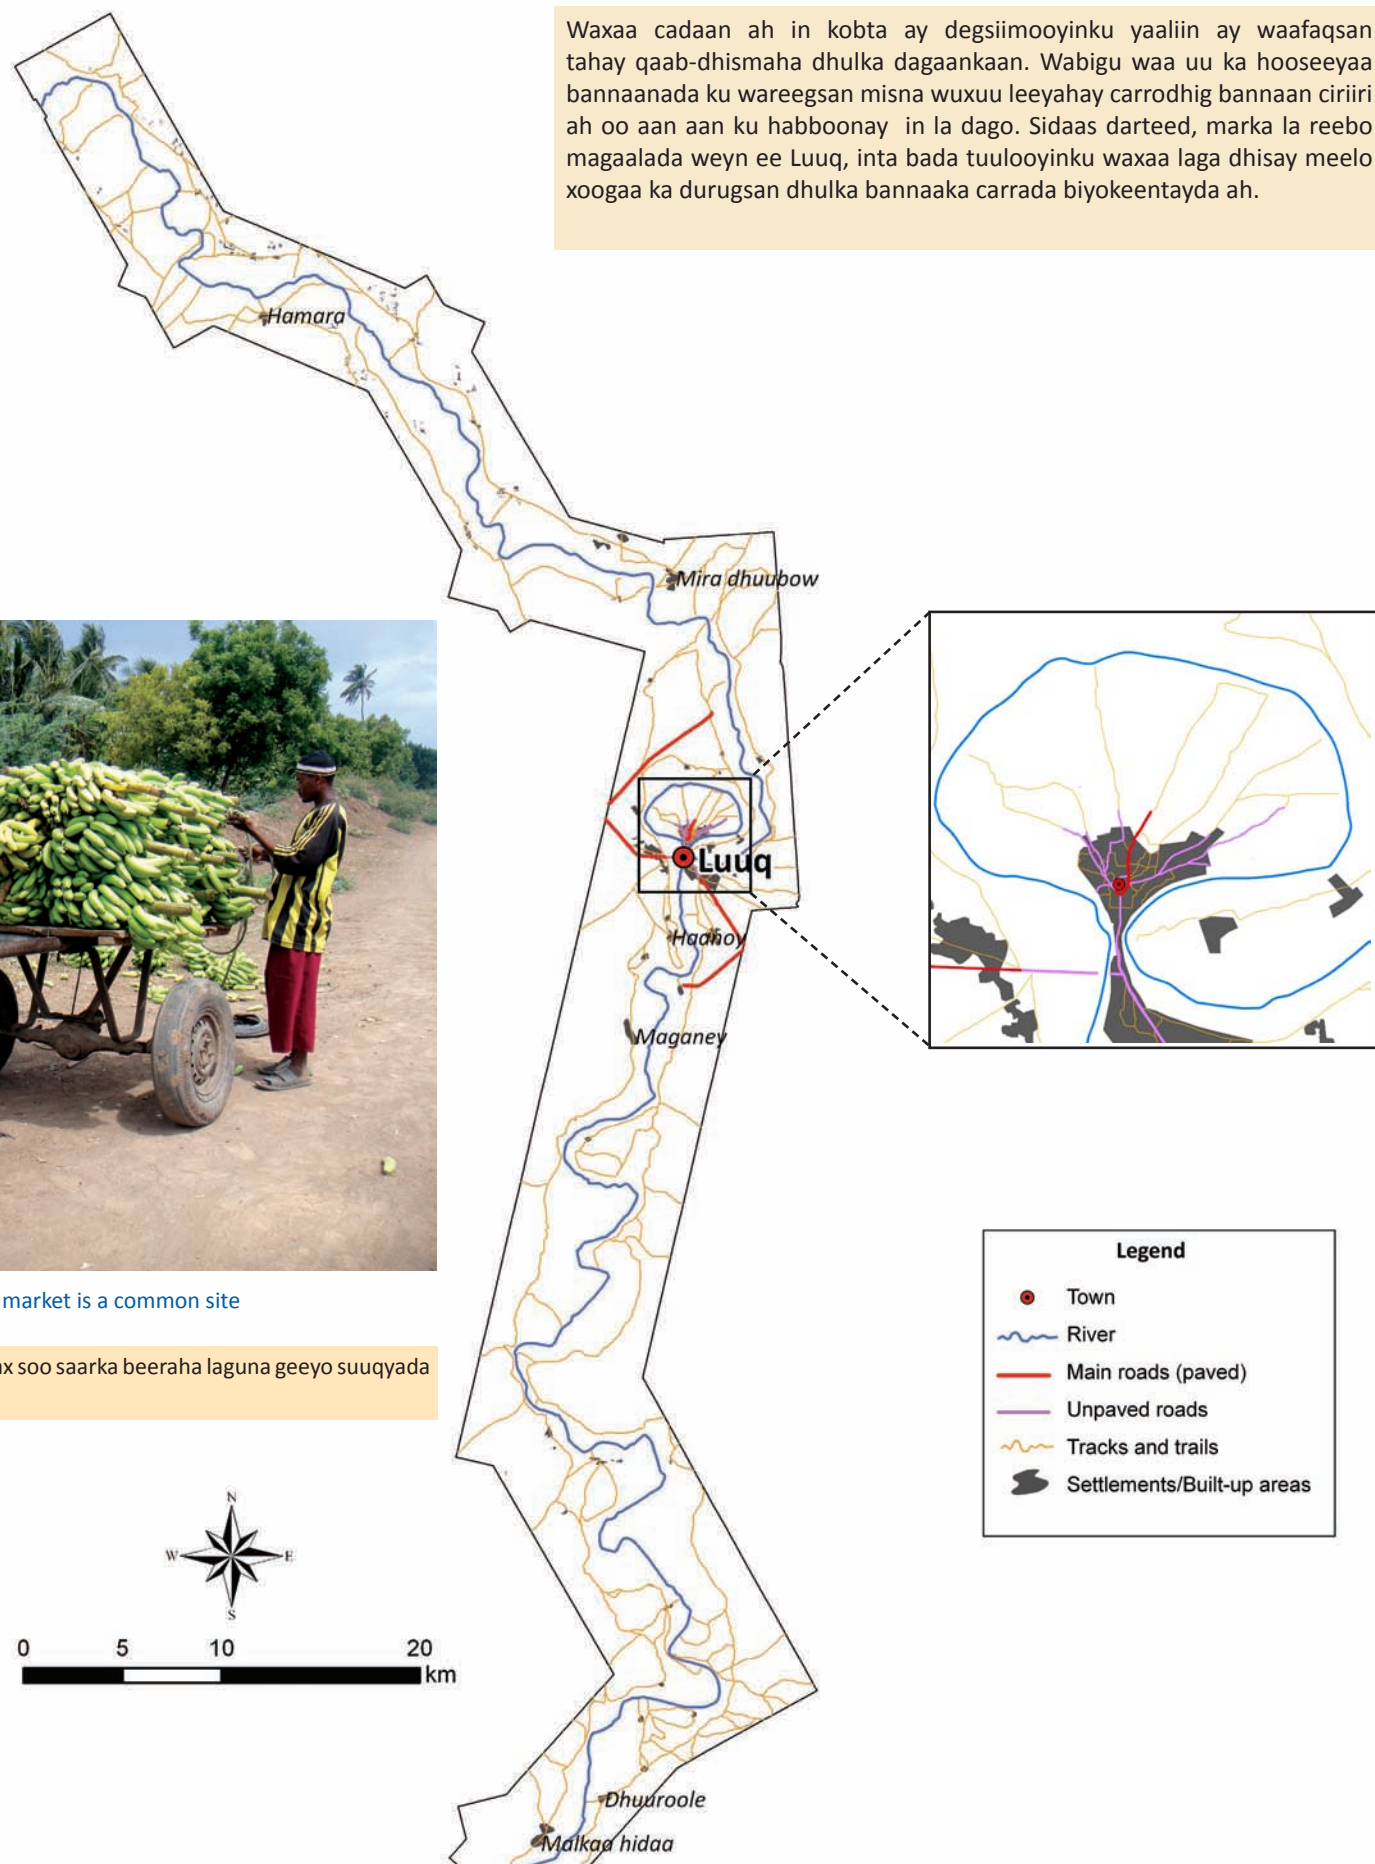 Waxaa cadaan ah in kobta ay degsiimooyinku yaaliin ay waafaqsan
tahay qaab-dhismaha dhulka dagaankaan. Wabigu waa uu ka hooseeyaa
bannaanada ku wareegsan misna wuxuu leeyahay carrodhig bannaan ciriiri
ah oo aan aan ku habboonay in la dago. Sidaas darteed, marka la reebo
magaalada weyn ee Luuq, inta bada tuulooyinku waxaa laga dhisay meelo
xoogaa ka durugsan dhulka bannaaka carrada biyokeentayda ah.
Hamara
Mira dhuubow
Luuq
Haanoy
Maganey
market is a common site
ax soo saarka beeraha laguna geeyo suuqyada
Legend
Town
River
Main roads (paved)
Unpaved roads
Tracks and trails
Settlements/Built-up areas
N
W E
S
0 5 10 20
km
Dhuuroole
Malkaa hidaa